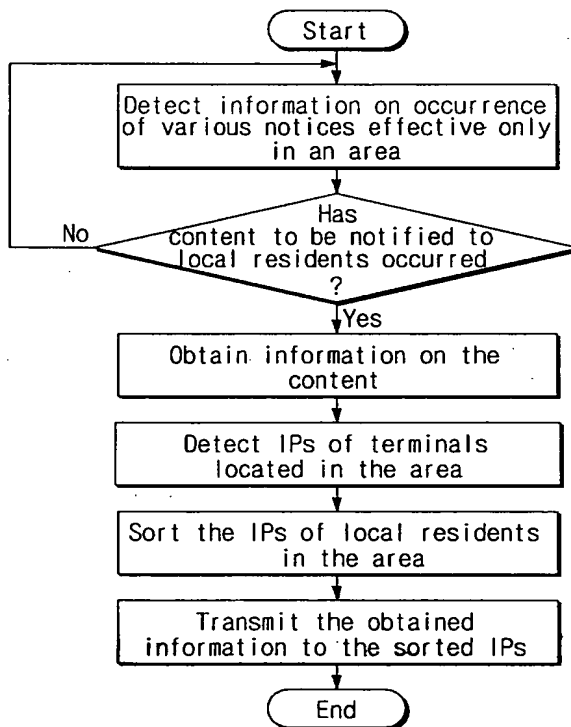 Start
Detect information on occurrence
of various notices effective only
in an area
Has
content to be notified to
local residents occurred
?
No
Yes
Obtain information on the
content
Detect IPs of terminals
located in the area
Sort the IPs of local residents
in the area
Transmit the obtained
information to the sorted IPs
End